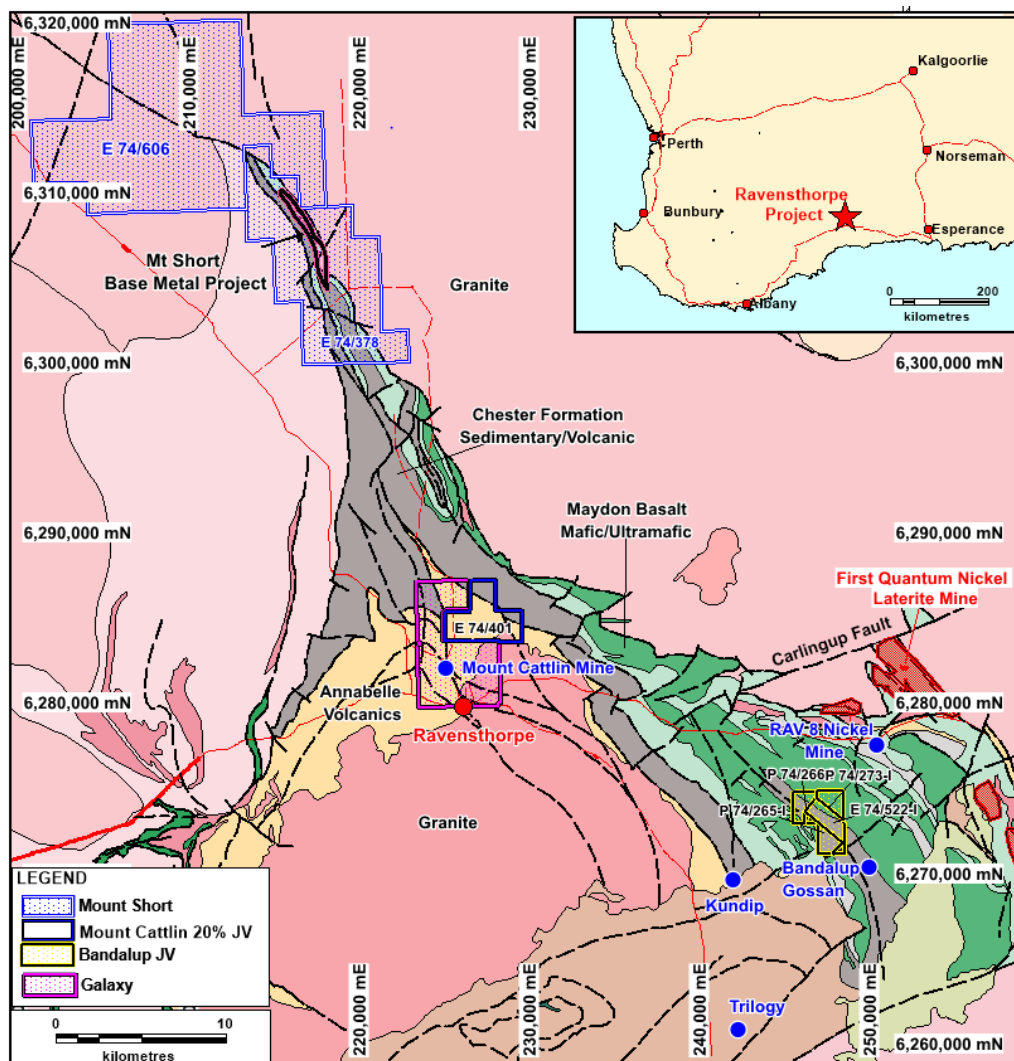 6,320,000 mN
200,000 mE
210,000 mE
220,000 mE
230,000 mE
E 74/606
6,310,000 mN
Mt Short
Base Metal Project
Granite
E 74/378
6,300,000 mN
6,300,000 mN
Kalgoorlie
Perth
Norseman
Ravensthorpe
Project
Bunbury
Esperance
Albany
0
200
kilometres
Chester Formation
Sedimentary/Volcanic
Maydon Basalt
Mafic/Ultramafic
6,290,000 mN
6,290,000 mN
First Quantum Nickel
Laterite Mine
E 74/401
Carlingup Fault
Mount Cattlin Mine
Annabelle
Volcanics
6,280,000 mN
6,280,000 mN
Ravensthorpe
RAV 8 Nickel
Mine
P 74/266
P 74/273-I
P 74/265-I
E 74/522-I
Granite
Bandalup
Gossan
6,270,000 mN
Kundip
LEGEND
Mount Short
Mount Cattlin 20% JV
Bandalup JV
Galaxy
0
10
kilometres
220,000 mE
230,000 mE
240,000 mE
250,000 mE
Trilogy
6,260,000 mN